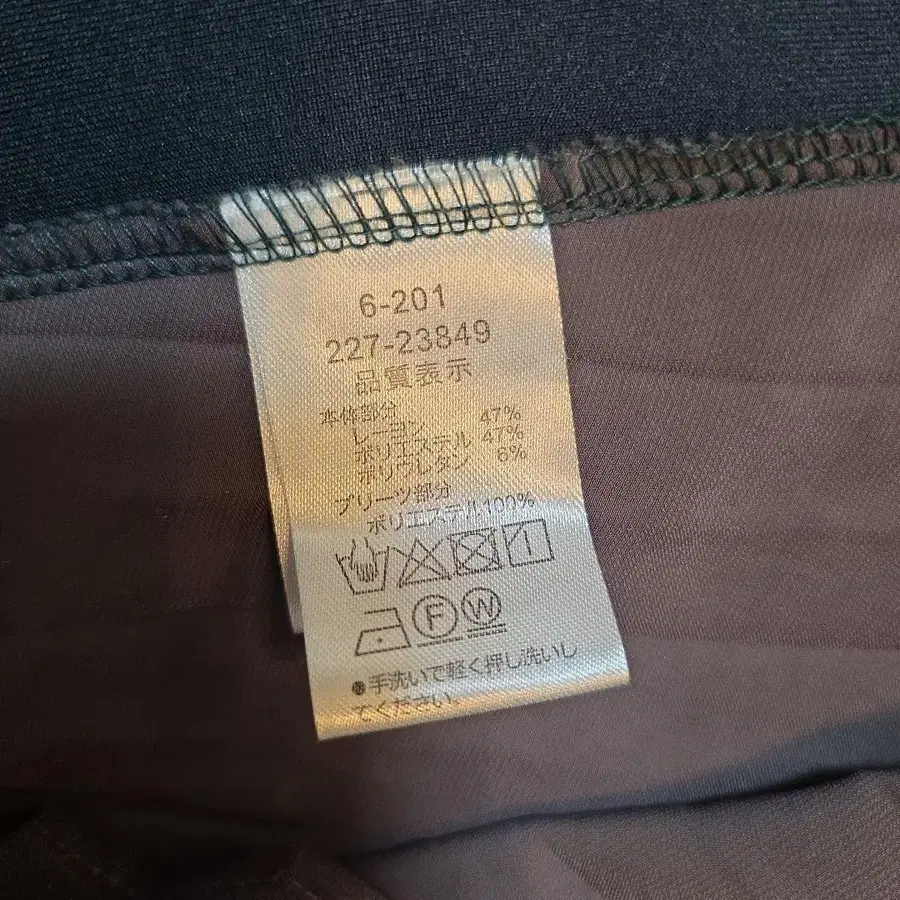 6-201
227-23849
品質表示
本体部分
レーヨン 47%
ポリエステル 47%
ポリウレタン 6%
プリーツ部分
ポリエステル100%
F W
●手洗いで軽く押し洗いし
てください。